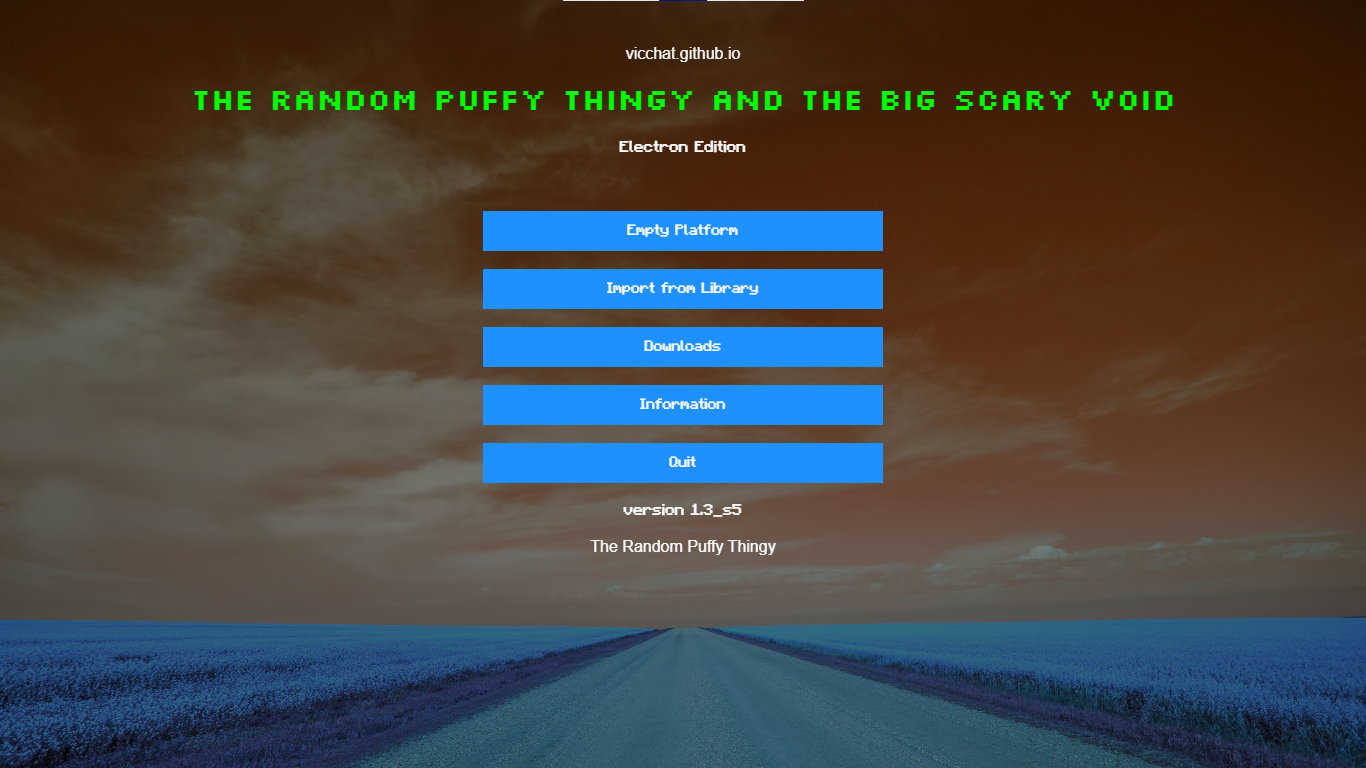 vicchat.github.io
THE RANDOM PUFFY THINGY AND THE BIG SCARY VOID
Electron Edition
Empty Platform
Import from Library
Downloads
Information
Quit
version 1.3_s5
The Random Puffy Thingy